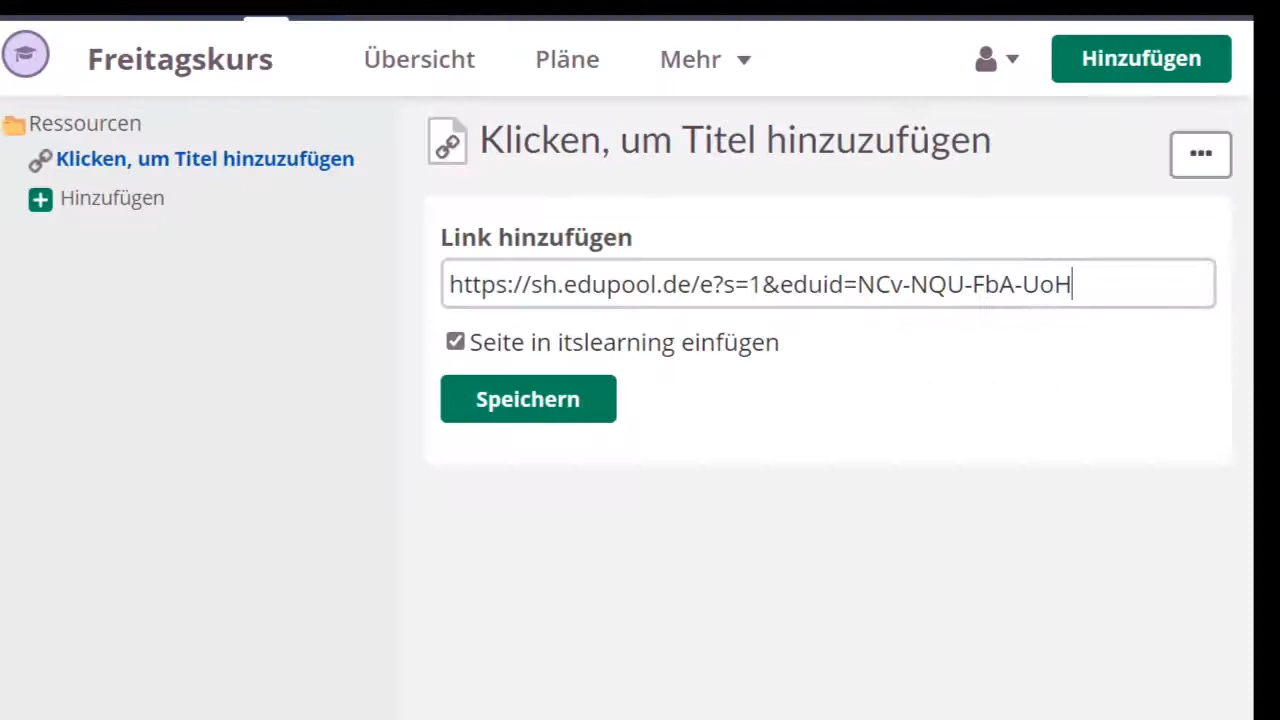 Freitagskurs Übersicht Pläne Mehr Hinzufügen
Ressourcen
Klicken, um Titel hinzuzufügen
Hinzufügen
Klicken, um Titel hinzuzufügen
Link hinzufügen
https://sh.edupool.de/e?s=1&eduid=NCv-NQU-FbA-UoH
Seite in itslearning einfügen
Speichern